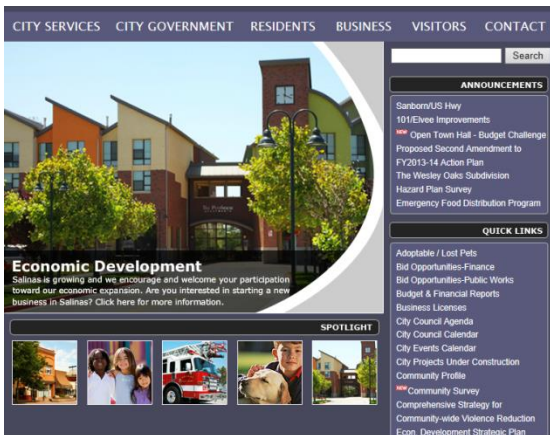 CITY SERVICES CITY GOVERNMENT RESIDENTS BUSINESS VISITORS CONTACT
Search
Economic Development
Salinas is growing and we encourage and welcome your participation
toward our economic expansion. Are you interested in starting a new
business in Salinas? Click here for more information.
SPOTLIGHT
ANNOUNCEMENTS
Sanborn/US Hwy
101/Elvee Improvements
NEW Open Town Hall - Budget Challenge
Proposed Second Amendment to
FY2013-14 Action Plan
The Wesley Oaks Subdivision
Hazard Plan Survey
Emergency Food Distribution Program
QUICK LINKS
Adoptable / Lost Pets
Bid Opportunities-Finance
Bid Opportunities-Public Works
Budget & Financial Reports
Business Licenses
City Council Agenda
City Council Calendar
City Events Calendar
City Projects Under Construction
Community Profile
NEW Community Survey
Comprehensive Strategy for
Community-wide Violence Reduction
Econ. Development Strategic Plan